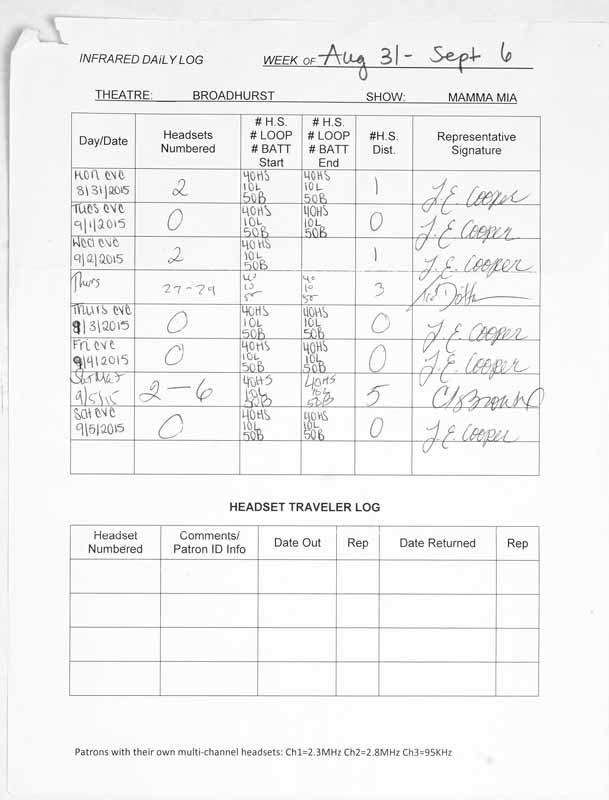 INFRARED DAILY LOG WEEK OF Aug 31- Sept 6
THEATRE: BROADHURST SHOW: MAMMA MIA
Day/Date Headsets Numbered # H.S. # LOOP # BATT Start # H.S. # LOOP # BATT End #H.S. Dist. Representative Signature
Mon eve 8/31/2015 2 40HS 10L 50B 40HS 10L 50B 1 J.E. Cooper
Tues eve 9/1/2015 0 40HS 10L 50B 40HS 10L 50B 0 J.E. Cooper
Wed eve 9/2/2015 2 40HS 10L 50B 1 J.E. Cooper
Thurs 27-29 40 10 50 40 10 50 3
Thurs eve 9/3/2015 0 40HS 10L 50B 40HS 10L 50B 0 J.E. Cooper
Fri eve 9/4/2015 0 40HS 10L 50B 40HS 10L 50B 0 J.E. Cooper
Sat Mat 9/5/15 2-6 40HS 10L 50B 40HS 10L 50B 5
Sat eve 9/5/2015 0 40HS 10L 50B 40HS 10L 50B 0 J.E. Cooper
HEADSET TRAVELER LOG
Headset Numbered Comments/ Patron ID Info Date Out Rep Date Returned Rep
Patrons with their own multi-channel headsets: Ch1=2.3MHz Ch2=2.8MHz Ch3=95KHz